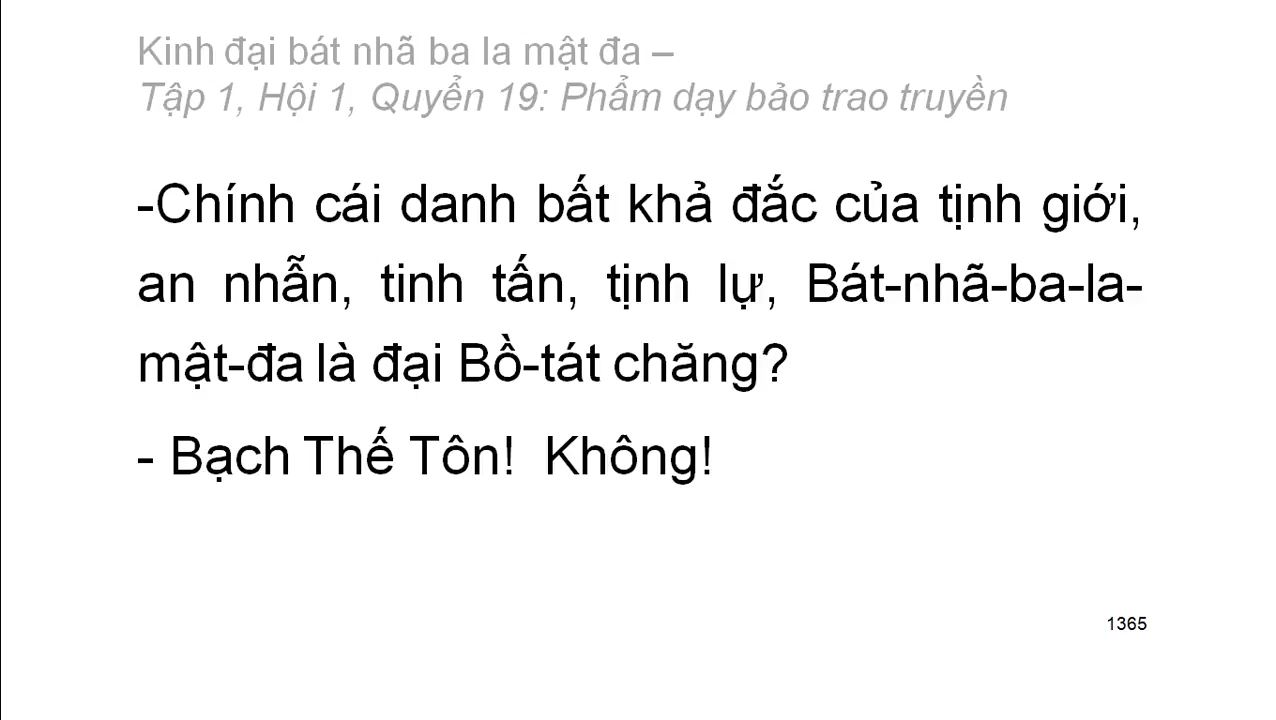 Kinh đại bát nhã ba la mật đa –
Tập 1, Hội 1, Quyển 19: Phẩm dạy bảo trao truyền
-Chính cái danh bất khả đắc của tịnh giới,
an nhẫn, tinh tấn, tịnh lự, Bát-nhã-ba-la-
mật-đa là đại Bồ-tát chăng?
- Bạch Thế Tôn!  Không!
1365